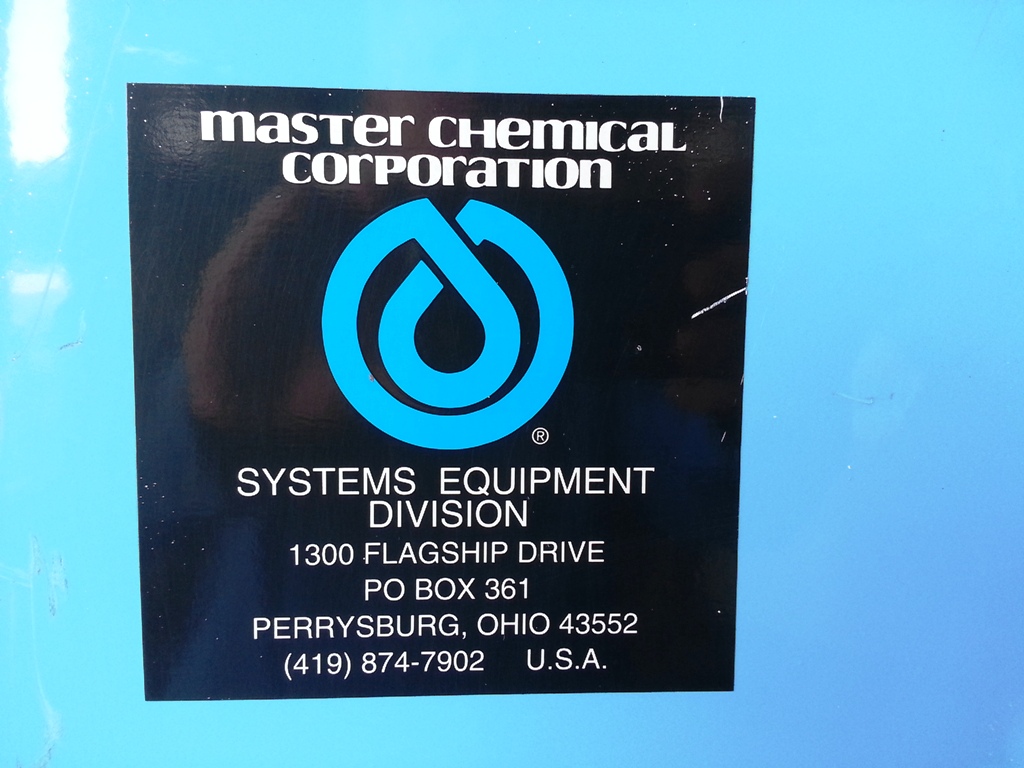 master chemical
corporation
®
SYSTEMS EQUIPMENT
DIVISION
1300 FLAGSHIP DRIVE
PO BOX 361
PERRYSBURG, OHIO 43552
(419) 874-7902 U.S.A.